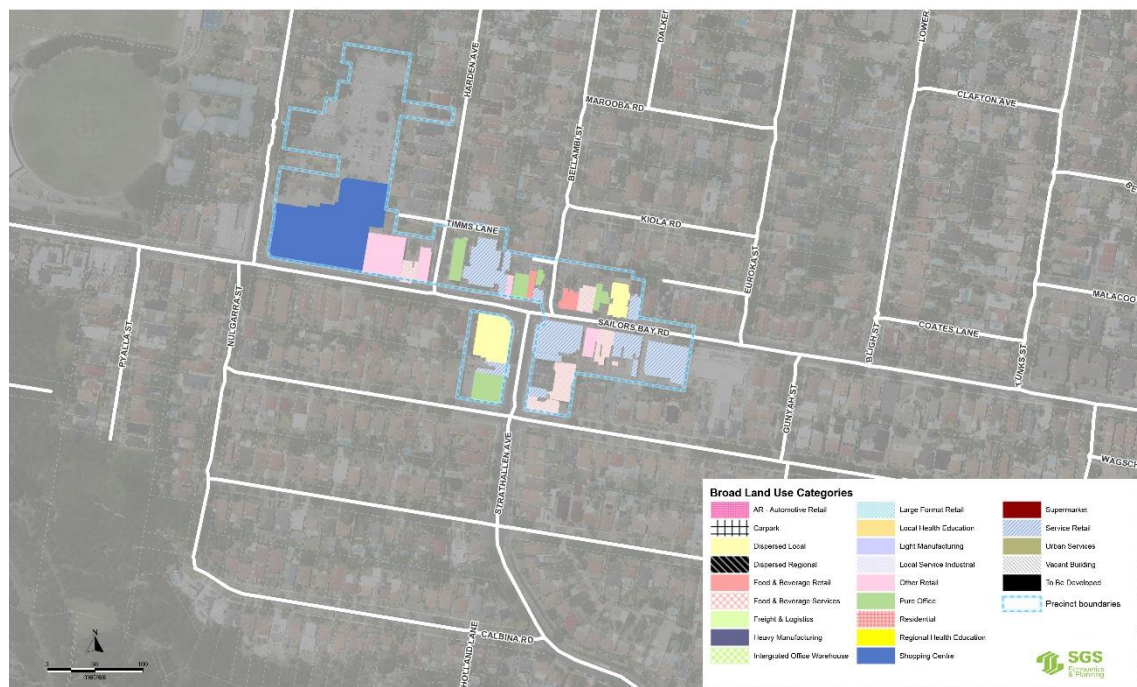 HARDEN AVE
DALKEI
LOWER
CLAFTON AVE
MAROOBA RD
BELLAMBI ST
KIOLA RD
TIMMS LANE
EUROKA ST
MALACOO
SAILORS BAY RD
COATES LANE
PYALLA ST
NULGARRA ST
BLIGH ST
TUNKS ST
GUNYAH ST
WAGSCH
STRATHALLEN AVE
CALBINA RD
HOLLAND LANE
N
100
metres
Broad Land Use Categories
AR - Automotive Retail
Carpark
Dispersed Local
Dispersed Regional
Food & Beverage Retail
Food & Beverage Services
Freight & Logistics
Heavy Manufacturing
Intergrated Office Warehouse
Large Format Retail
Local Health Education
Light Manufacturing
Local Service Industrial
Other Retail
Pure Office
Residential
Regional Health Education
Shopping Centre
Supermarket
Service Retail
Urban Services
Vacant Building
To Be Developed
Precinct boundaries
SGS
Economics
& Planning